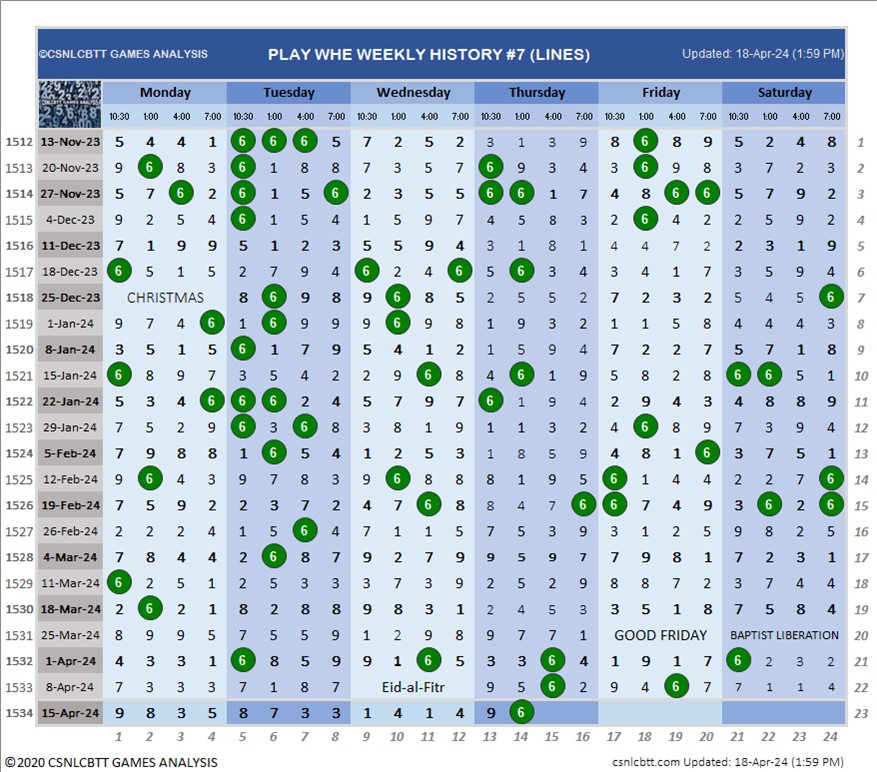 ©CSNLCBTT GAMES ANALYSIS PLAY WHE WEEKLY HISTORY #7 (LINES) Updated: 18-Apr-24 (1:59 PM)
Monday Tuesday Wednesday Thursday Friday Saturday
CSNLCBTT GAMES ANALYSIS
10:30 1:00 4:00 7:00 10:30 1:00 4:00 7:00 10:30 1:00 4:00 7:00 10:30 1:00 4:00 7:00 10:30 1:00 4:00 7:00 10:30 1:00 4:00 7:00
1512 13-Nov-23 5 4 4 1 6 6 6 5 7 2 5 2 3 1 3 9 8 6 8 9 5 2 4 8 1
1513 20-Nov-23 9 6 8 3 6 1 8 8 7 3 5 7 6 9 3 4 3 6 9 8 3 7 2 3 2
1514 27-Nov-23 5 7 6 2 6 1 5 6 2 3 5 5 6 6 1 7 4 8 6 6 5 7 9 2 3
1515 4-Dec-23 9 2 5 4 6 1 5 4 1 5 9 7 4 5 8 3 2 6 4 2 2 5 9 2 4
1516 11-Dec-23 7 1 9 9 5 1 2 3 5 5 9 4 3 1 8 1 4 4 7 2 2 3 1 9 5
1517 18-Dec-23 6 5 1 5 2 7 9 4 6 2 4 6 5 6 3 4 3 4 1 7 3 5 9 4 6
1518 25-Dec-23 CHRISTMAS 8 6 9 8 9 6 8 5 2 5 5 2 7 2 3 2 5 4 5 6 7
1519 1-Jan-24 9 7 4 6 1 6 9 9 9 6 9 8 1 9 3 2 1 1 5 8 4 4 4 3 8
1520 8-Jan-24 3 5 1 5 6 1 7 9 5 4 1 2 1 5 9 4 7 2 2 7 5 7 1 8 9
1521 15-Jan-24 6 8 9 7 3 5 4 2 2 9 6 8 4 6 1 9 5 8 2 8 6 6 5 1 10
1522 22-Jan-24 5 3 4 6 6 6 2 4 5 7 9 7 6 1 9 4 2 9 4 3 4 8 8 9 11
1523 29-Jan-24 7 5 2 9 6 3 6 8 3 8 1 9 1 1 3 2 4 6 8 9 7 3 9 4 12
1524 5-Feb-24 7 9 8 8 1 6 5 4 1 2 5 3 1 8 5 9 4 8 1 6 3 7 5 1 13
1525 12-Feb-24 9 6 4 3 9 7 8 3 9 6 8 8 8 1 9 5 6 1 4 4 7 2 2 6 14
1526 19-Feb-24 7 5 9 2 2 3 7 2 4 7 6 8 8 4 7 6 6 7 4 9 3 6 2 6 15
1527 26-Feb-24 2 2 2 4 1 5 6 4 7 1 1 5 7 5 3 9 3 1 2 5 9 8 2 5 16
1528 4-Mar-24 7 8 4 4 2 6 8 7 9 2 7 9 9 5 9 7 7 9 8 1 7 2 3 1 17
1529 11-Mar-24 6 2 5 1 2 5 3 3 3 7 3 9 2 5 2 9 8 8 7 2 3 7 4 4 18
1530 18-Mar-24 2 6 2 1 8 2 8 8 9 8 3 1 2 4 5 3 3 5 1 8 7 5 8 4 19
1531 25-Mar-24 8 9 9 5 7 5 5 9 1 2 9 8 9 7 7 1 GOOD FRIDAY BAPTIST LIBERATION 20
1532 1-Apr-24 4 3 3 1 6 8 5 9 9 1 6 5 3 3 6 4 1 9 1 7 6 2 3 2 21
1533 8-Apr-24 7 3 3 3 7 1 8 7 Eid-al-Fitr 9 5 6 2 9 4 6 7 7 1 1 4 22
1534 15-Apr-24 9 8 3 5 8 7 3 3 1 4 1 4 9 6 23
1 2 3 4 5 6 7 8 9 10 11 12 13 14 15 16 17 18 19 20 21 22 23 24
©2020 CSNLCBTT GAMES ANALYSIS csnlcbtt.com Updated: 18-Apr-24 (1:59 PM)